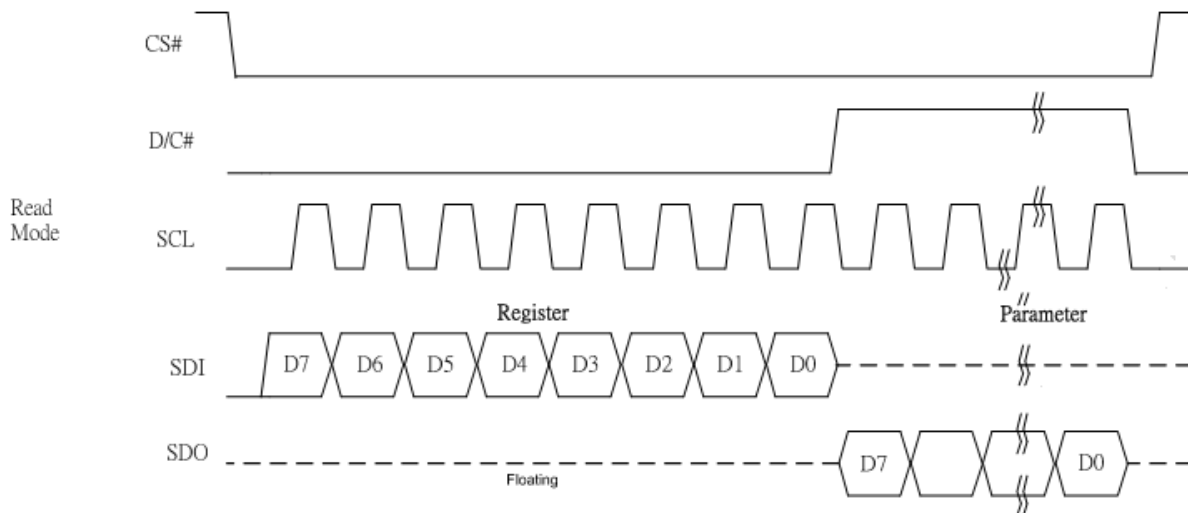 CS#
D/C#
Read
Mode
SCL
Register
Parameter
SDI
D7
D6
D5
D4
D3
D2
D1
D0
SDO
Floating
D7
D0